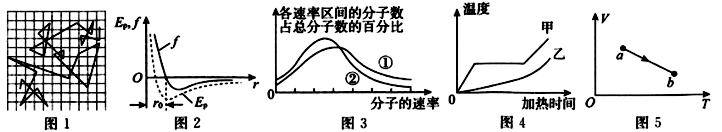 图1
E_P, f
f
O
r
r₀
E_P
图2
各速率区间的分子数
占总分子数的百分比
①
②
0
分子的速率
图3
温度
甲
乙
0
加热时间
图4
V
a
b
O
T
图5